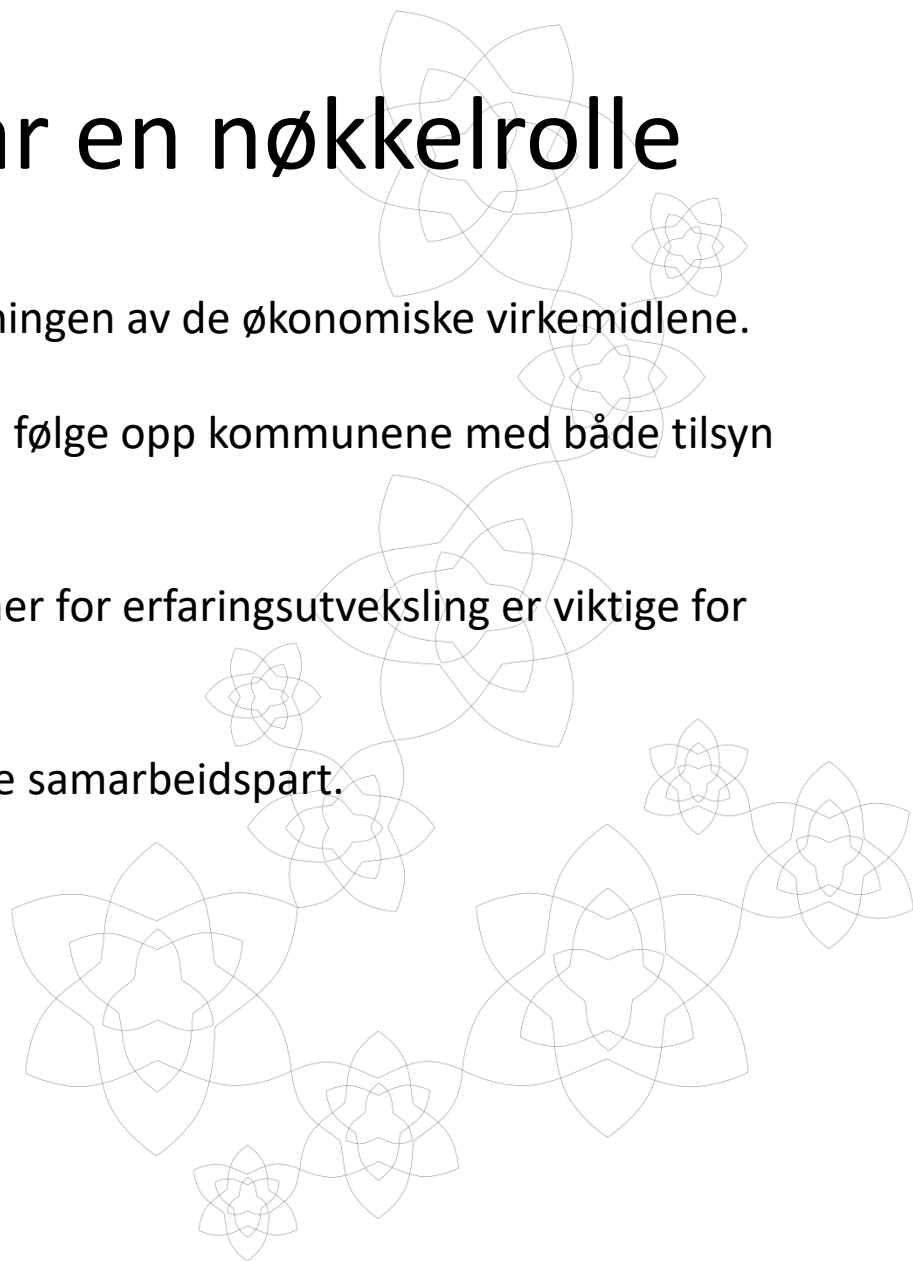 ar en nøkkelrolle
ningen av de økonomiske virkemidlene.
følge opp kommunene med både tilsyn
ner for erfaringsutveksling er viktige for
e samarbeidspart.